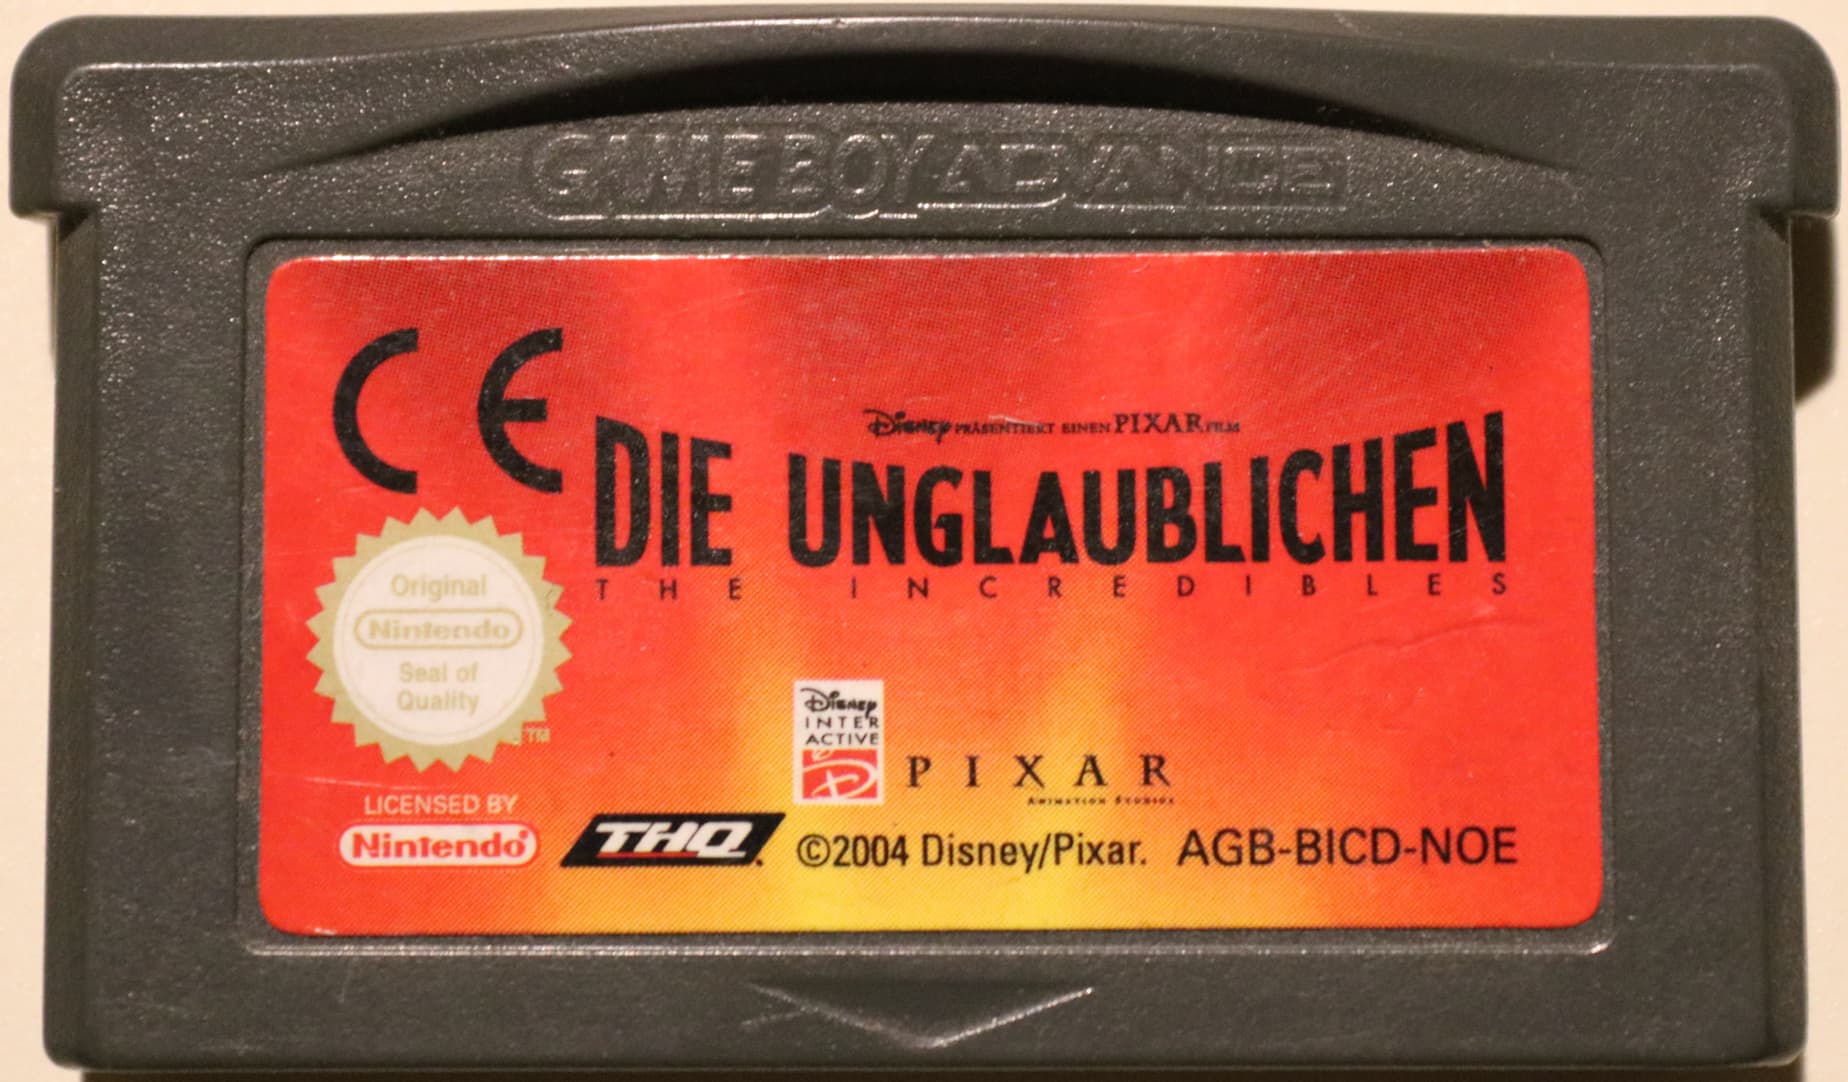 GAME BOY ADVANCE
CE
Disney PRÄSENTIERT EINEN PIXAR FILM
DIE UNGLAUBLICHEN
THE INCREDIBLES
Original
Nintendo
Seal of
Quality
TM
Disney
INTER
ACTIVE
PIXAR
ANIMATION STUDIOS
LICENSED BY
Nintendo®
THQ.
©2004 Disney/Pixar. AGB-BICD-NOE